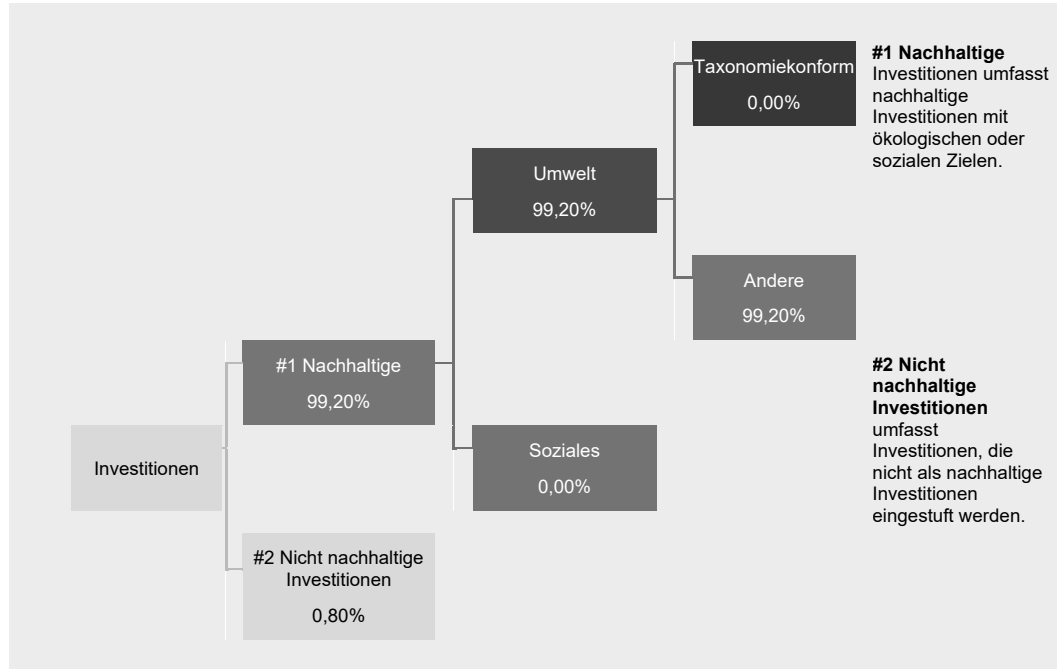 Taxonomiekonform
0,00%
#1 Nachhaltige
Investitionen umfasst
nachhaltige
Investitionen mit
ökologischen oder
sozialen Zielen.
Umwelt
99,20%
Andere
99,20%
#1 Nachhaltige
99,20%
#2 Nicht
nachhaltige
Investitionen
umfasst
Investitionen, die
nicht als nachhaltige
Investitionen
eingestuft werden.
Investitionen
Soziales
0,00%
#2 Nicht nachhaltige
Investitionen
0,80%